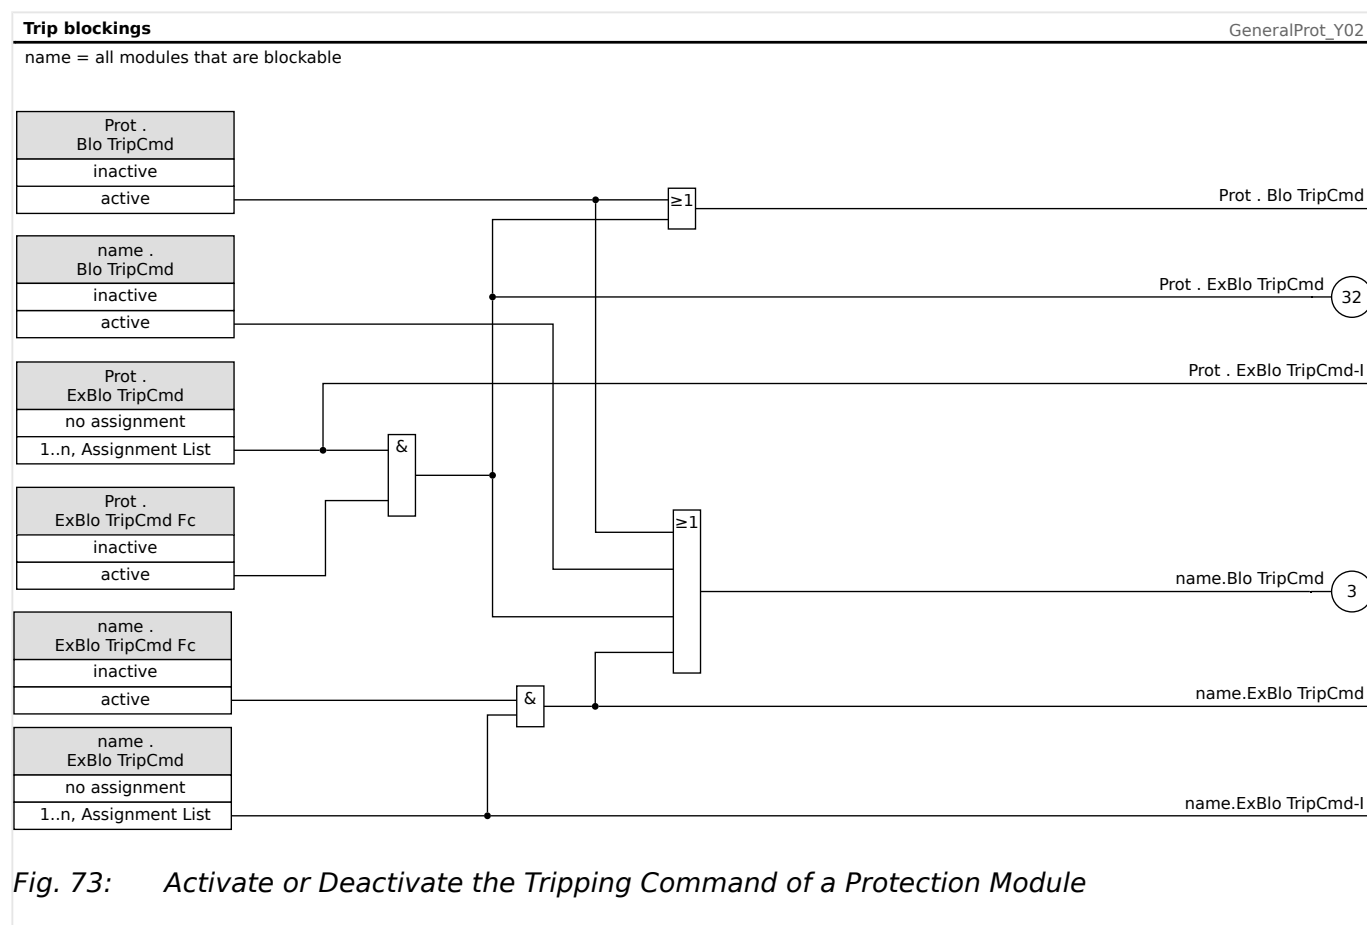 Trip blockings
GeneralProt_Y02
name = all modules that are blockable
Prot .
Blo TripCmd
inactive
active
≥1
Prot . Blo TripCmd
name .
Blo TripCmd
inactive
active
Prot . ExBlo TripCmd
32
Prot .
ExBlo TripCmd
no assignment
1..n, Assignment List
Prot . ExBlo TripCmd-I
&
Prot .
ExBlo TripCmd Fc
inactive
active
≥1
name.Blo TripCmd
3
name .
ExBlo TripCmd Fc
inactive
active
&
name.ExBlo TripCmd
name .
ExBlo TripCmd
no assignment
1..n, Assignment List
name.ExBlo TripCmd-I
Fig. 73: Activate or Deactivate the Tripping Command of a Protection Module